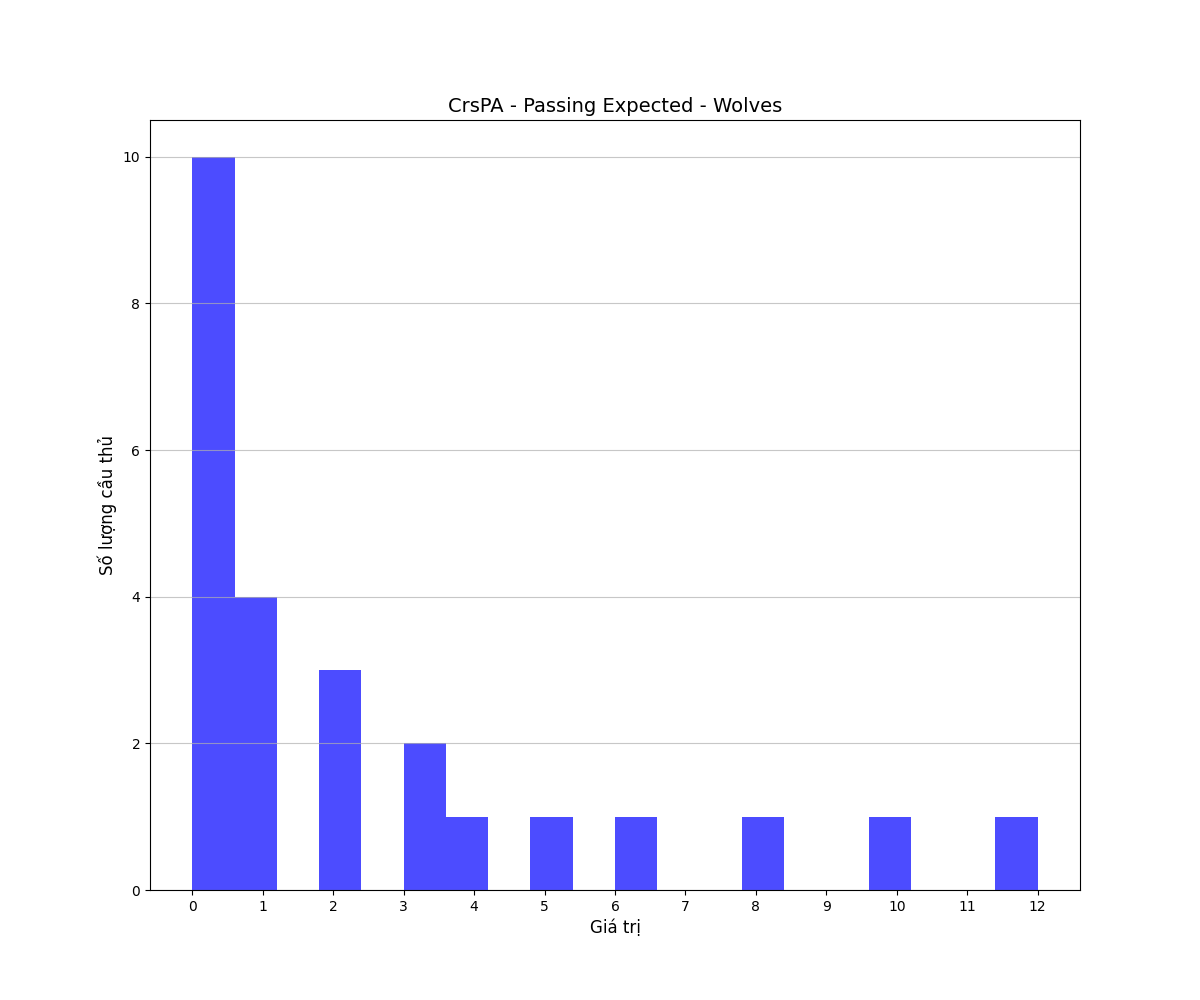 CrsPA - Passing Expected - Wolves
10
8
6
4
2
0
Số lượng cầu thủ
0 1 2 3 4 5 6 7 8 9 10 11 12
Giá trị